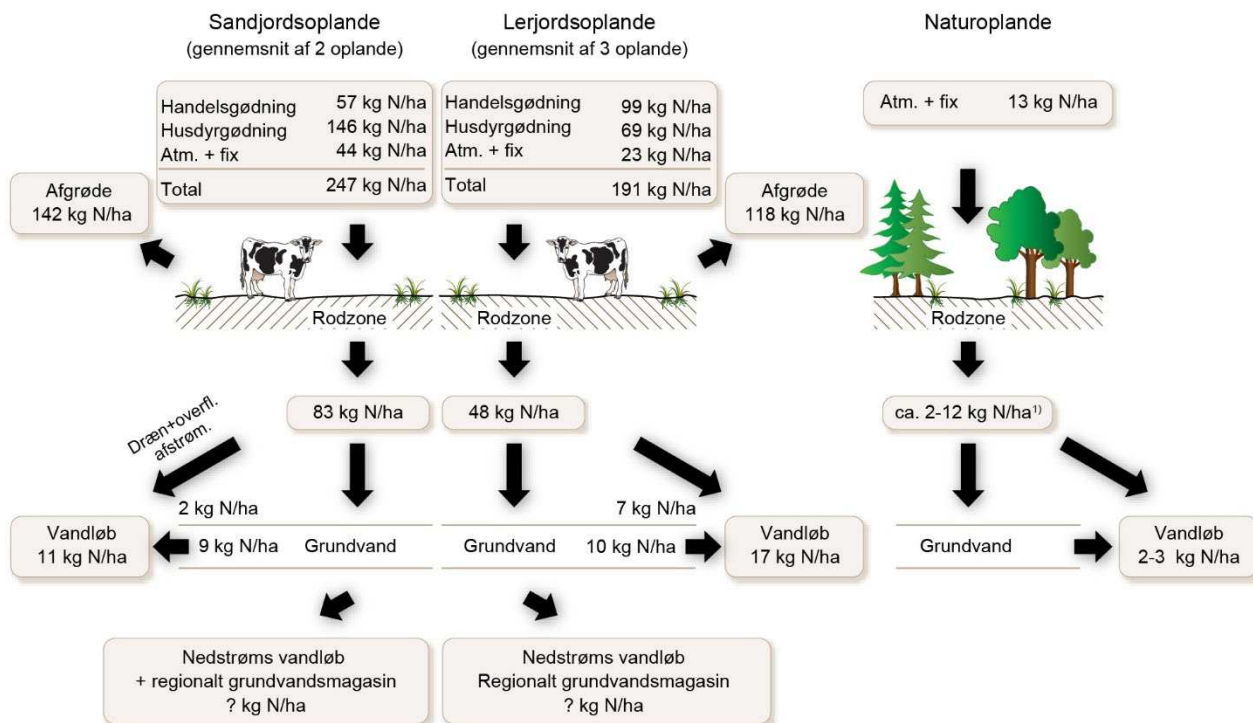 Sandjordsoplande
(gennemsnit af 2 oplande)
Handelsgødning 57 kg N/ha
Husdyrgødning 146 kg N/ha
Atm. + fix 44 kg N/ha
Total 247 kg N/ha
Afgrøde
142 kg N/ha
Rodzone
83 kg N/ha
Dræn+overfl.
afstrøm.
2 kg N/ha
Vandløb
11 kg N/ha
9 kg N/ha
Grundvand
Nedstrøms vandløb
+ regionalt grundvandsmagasin
? kg N/ha
Lerjordsoplande
(gennemsnit af 3 oplande)
Handelsgødning 99 kg N/ha
Husdyrgødning 69 kg N/ha
Atm. + fix 23 kg N/ha
Total 191 kg N/ha
Afgrøde
118 kg N/ha
Rodzone
48 kg N/ha
7 kg N/ha
Grundvand
10 kg N/ha
Vandløb
17 kg N/ha
Nedstrøms vandløb
Regionalt grundvandsmagasin
? kg N/ha
Naturoplande
Atm. + fix 13 kg N/ha
Rodzone
ca. 2-12 kg N/ha¹⁾
Grundvand
Vandløb
2-3 kg N/ha